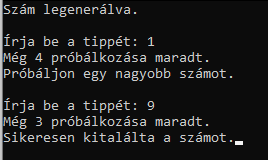 Szám legenerálva.
Írja be a tippét: 1
Még 4 próbálkozása maradt.
Próbáljon egy nagyobb számot.
Írja be a tippét: 9
Még 3 próbálkozása maradt.
Sikeresen kitalálta a számot.